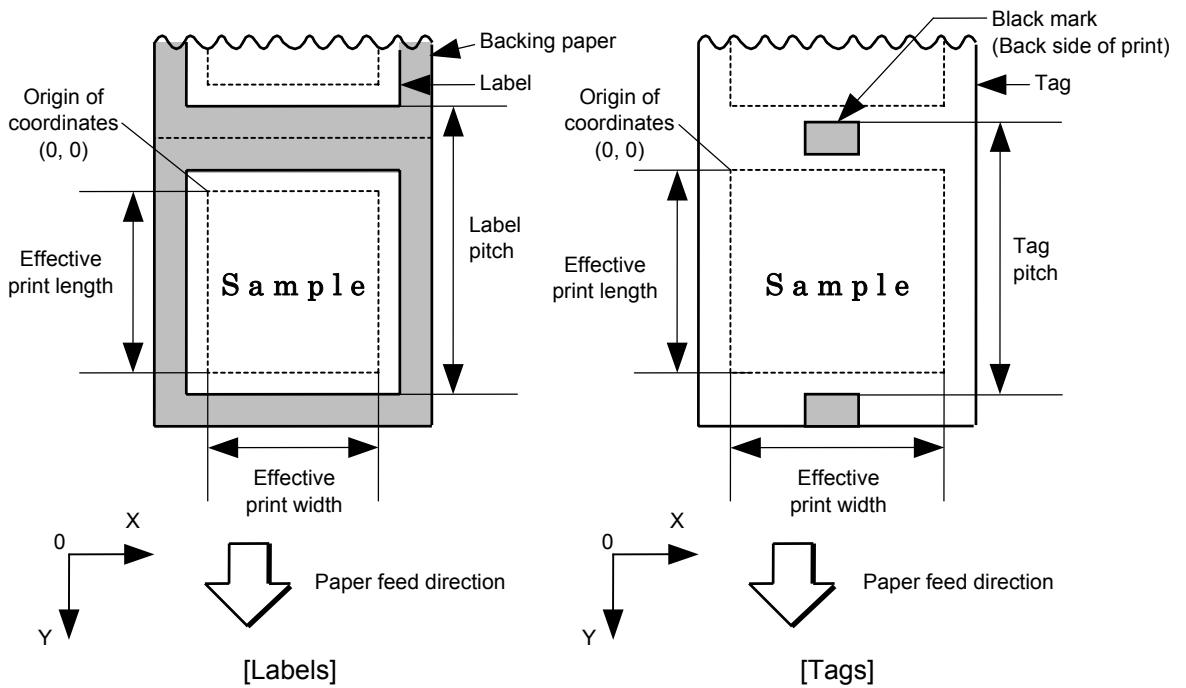 Backing paper
Label
Origin of
coordinates
(0, 0)
Label
pitch
Effective
print length
Sample
Effective
print width
0
X
Y
Paper feed direction
[Labels]
Black mark
(Back side of print)
Tag
Origin of
coordinates
(0, 0)
Tag
pitch
Effective
print length
Sample
Effective
print width
0
X
Y
Paper feed direction
[Tags]